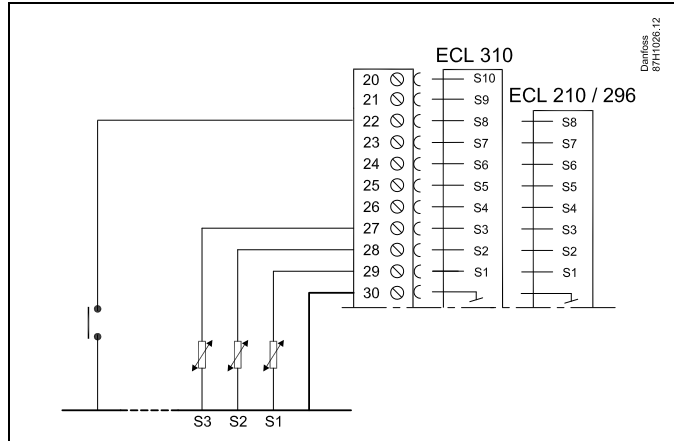 Danfoss
87H1026.12
ECL 310
ECL 210 / 296
20 S10
21 S9
22 S8 S8
23 S7 S7
24 S6 S6
25 S5 S5
26 S4 S4
27 S3 S3
28 S2 S2
29 S1 S1
30
S3 S2 S1